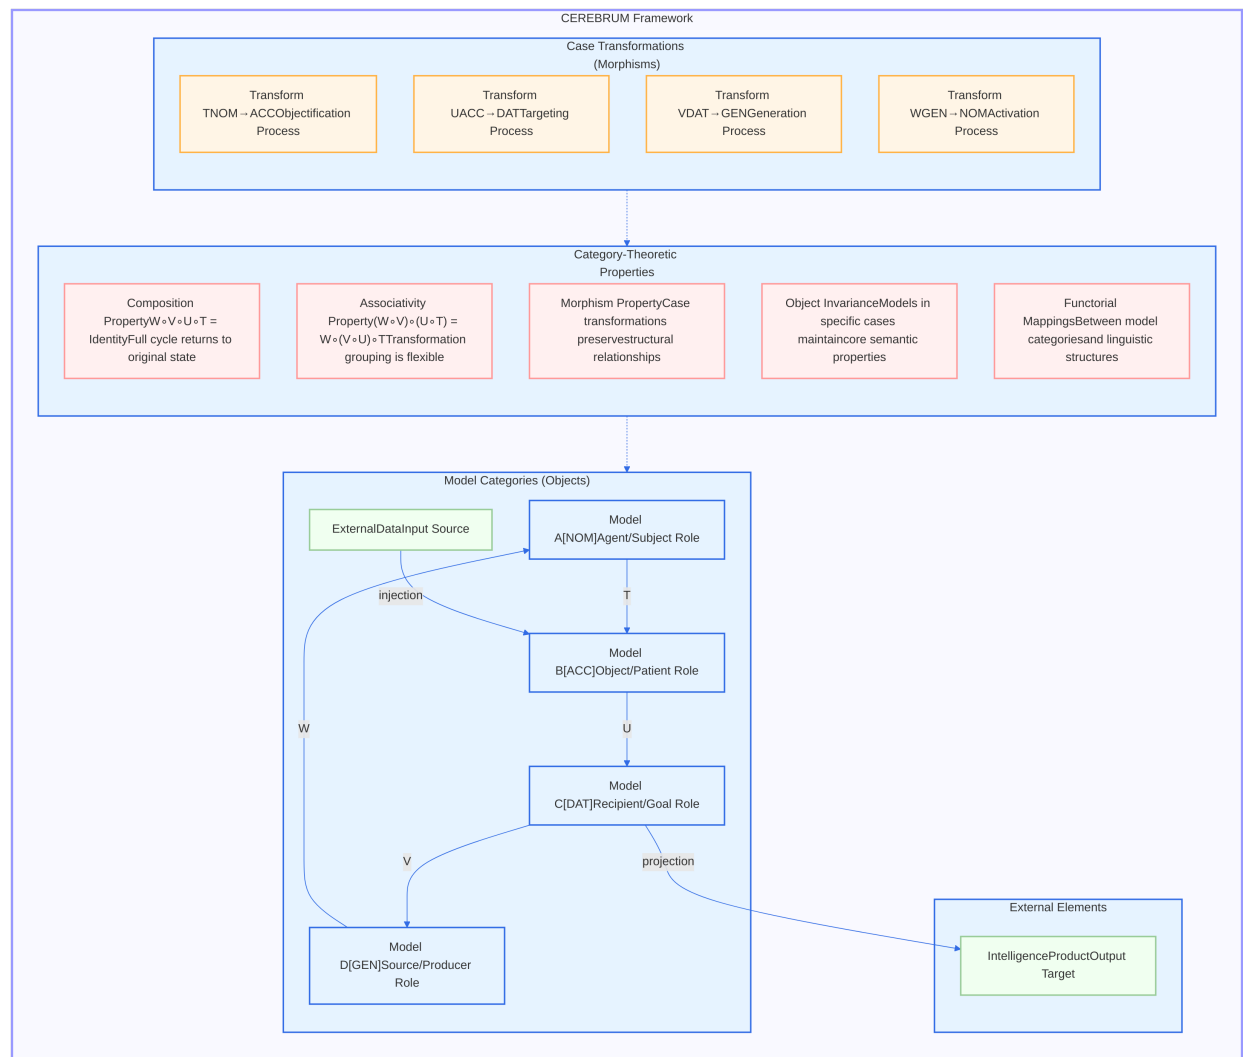 CEREBRUM Framework
Case Transformations
(Morphisms)
Transform
TNOM→ACCObjectification
Process
Transform
UACC→DATTargeting
Process
Transform
VDAT→GENGeneration
Process
Transform
WGEN→NOMActivation
Process
Category-Theoretic
Properties
Composition
PropertyW∘V∘U∘T =
IdentityFull cycle returns to
original state
Associativity
Property(W∘V)∘(U∘T) =
W∘(V∘U)∘TTransformation
grouping is flexible
Morphism PropertyCase
transformations
preservestructural
relationships
Object InvarianceModels in
specific cases
maintaincore semantic
properties
Functorial
MappingsBetween model
categoriesand linguistic
structures
Model Categories (Objects)
ExternalDataInput Source
Model
A[NOM]Agent/Subject Role
injection
T
Model
B[ACC]Object/Patient Role
W
U
Model
C[DAT]Recipient/Goal Role
V
projection
Model
D[GEN]Source/Producer
Role
External Elements
IntelligenceProductOutput
Target